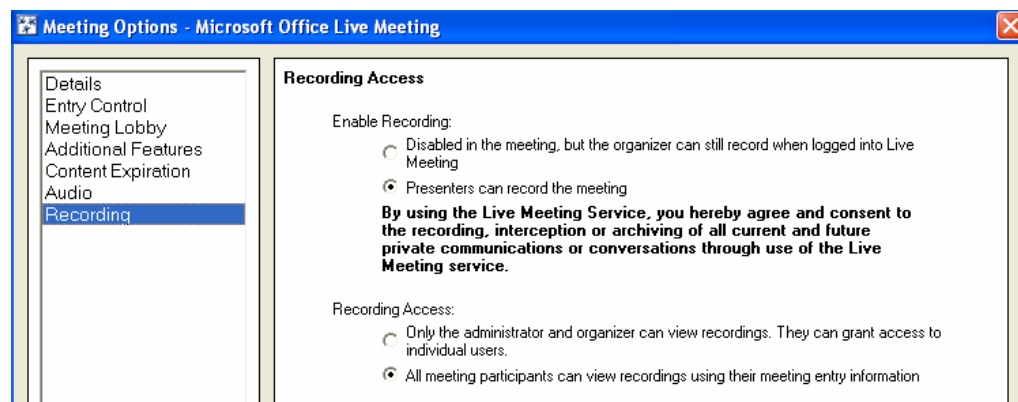 Meeting Options - Microsoft Office Live Meeting
Details
Entry Control
Meeting Lobby
Additional Features
Content Expiration
Audio
Recording
Recording Access
Enable Recording:
Disabled in the meeting, but the organizer can still record when logged into Live
Meeting
Presenters can record the meeting
By using the Live Meeting Service, you hereby agree and consent to
the recording, interception or archiving of all current and future
private communications or conversations through use of the Live
Meeting service.
Recording Access:
Only the administrator and organizer can view recordings. They can grant access to
individual users.
All meeting participants can view recordings using their meeting entry information